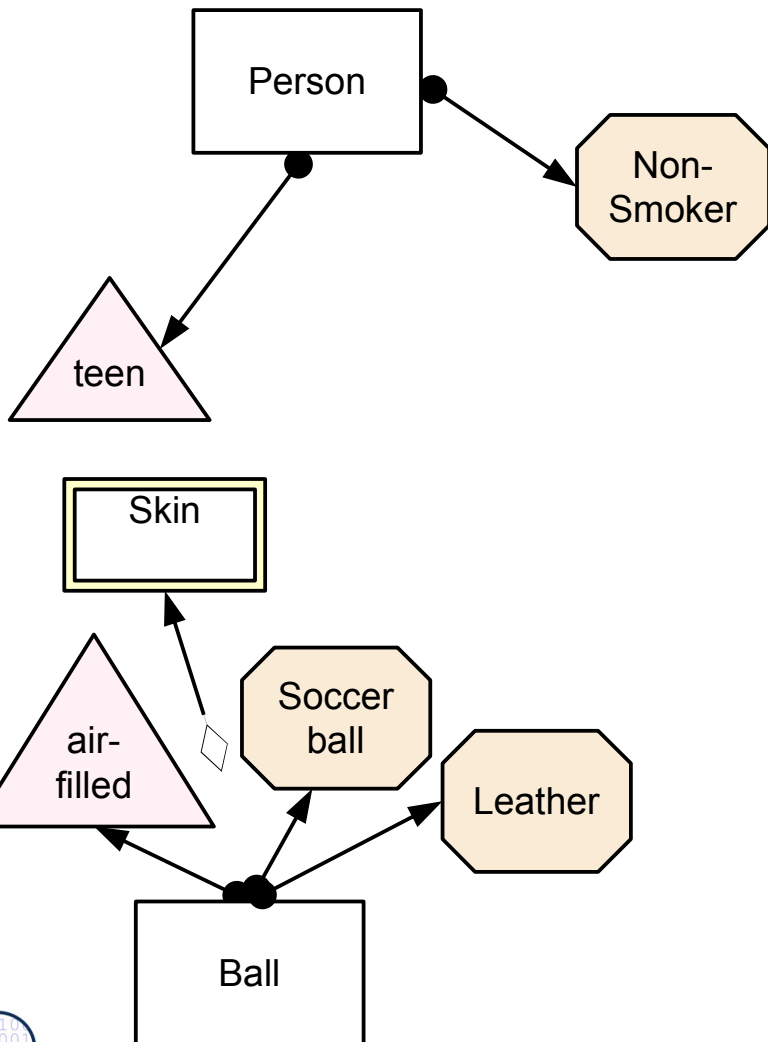 Person
Non-
Smoker
teen
Skin
Soccer
ball
air-
filled
Leather
Ball